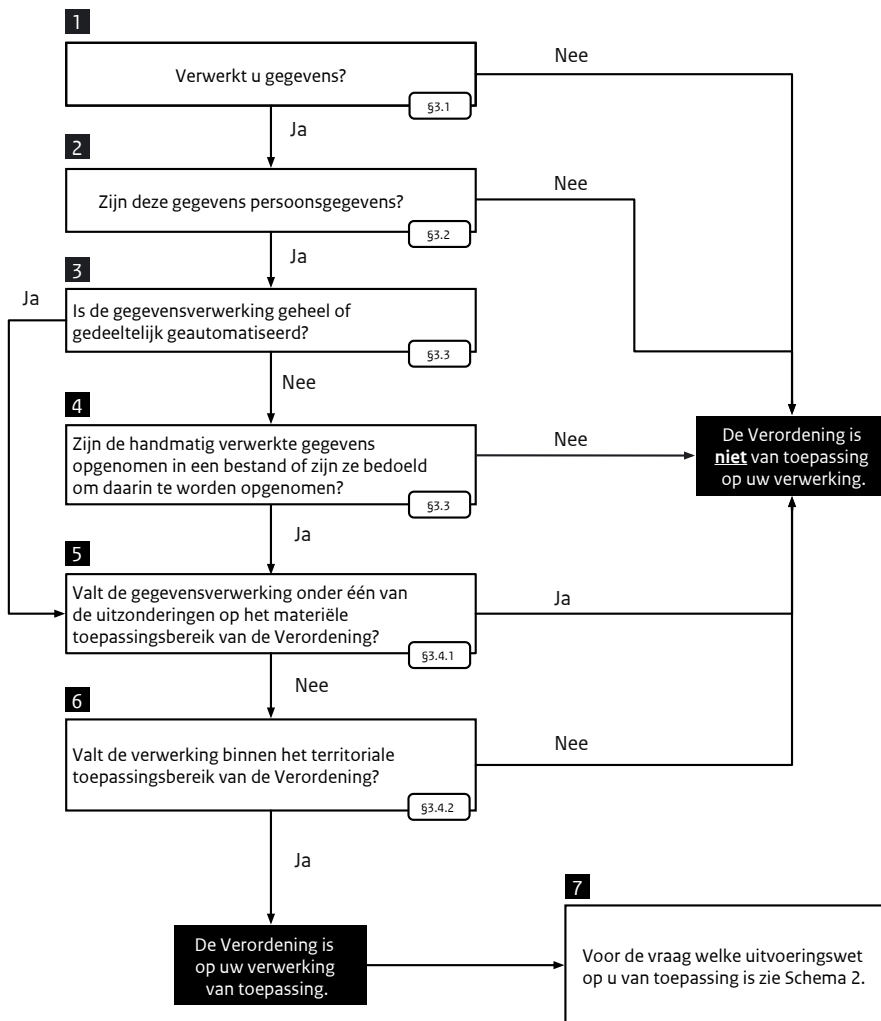 1
Verwerkt u gegevens?
§3.1
Nee
Ja
2
Zijn deze gegevens persoonsgegevens?
§3.2
Nee
Ja
3
Is de gegevensverwerking geheel of
gedeeltelijk geautomatiseerd?
§3.3
Ja
Nee
4
Zijn de handmatig verwerkte gegevens
opgenomen in een bestand of zijn ze bedoeld
om daarin te worden opgenomen?
§3.3
Nee
De Verordening is
niet van toepassing
op uw verwerking.
Ja
5
Valt de gegevensverwerking onder één van
de uitzonderingen op het materiële
toepassingsbereik van de Verordening?
§3.4.1
Ja
Nee
6
Valt de verwerking binnen het territoriale
toepassingsbereik van de Verordening?
§3.4.2
Nee
Ja
De Verordening is
op uw verwerking
van toepassing.
7
Voor de vraag welke uitvoeringswet
op u van toepassing is zie Schema 2.